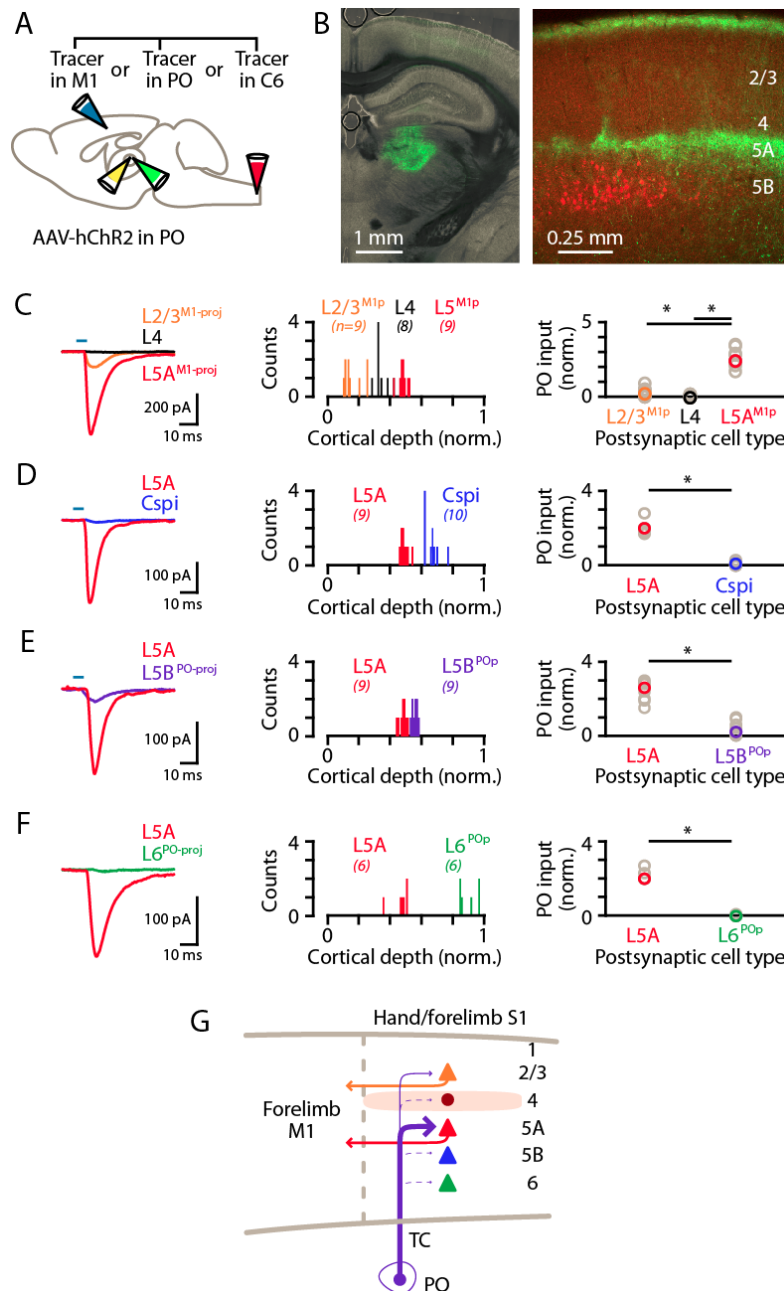 A
Tracer in M1 or Tracer in PO or Tracer in C6
AAV-hChR2 in PO
B
1 mm
2/3
4
5A
5B
0.25 mm
C
L2/3M1-proj
L4
L5AM1-proj
200 pA
10 ms
L2/3M1p L4 L5M1p
(n=9) (8) (9)
Counts
4
2
0
0 1
Cortical depth (norm.)
PO input
(norm.)
5
0
* *
L2/3M1p L4 L5AM1p
Postsynaptic cell type
D
L5A
Cspi
100 pA
10 ms
L5A Cspi
(9) (10)
Counts
4
2
0
0 1
Cortical depth (norm.)
PO input
(norm.)
4
2
0
*
L5A Cspi
Postsynaptic cell type
E
L5A
L5BPO-proj
100 pA
10 ms
L5A L5BPOp
(9) (9)
Counts
4
2
0
0 1
Cortical depth (norm.)
PO input
(norm.)
4
2
0
*
L5A L5BPOp
Postsynaptic cell type
F
L5A
L6PO-proj
100 pA
10 ms
L5A L6POp
(6) (6)
Counts
4
2
0
0 1
Cortical depth (norm.)
PO input
(norm.)
4
2
0
*
L5A L6POp
Postsynaptic cell type
G
Hand/forelimb S1
1
2/3
4
Forelimb
M1
5A
5B
6
TC
PO